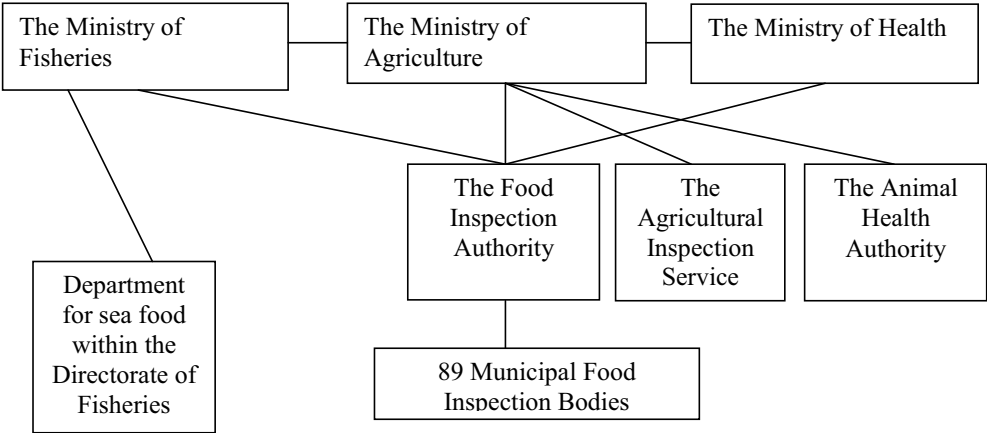 The Ministry of
Fisheries
The Ministry of
Agriculture
The Ministry of Health
The Food
Inspection
Authority
The
Agricultural
Inspection
Service
The Animal
Health
Authority
Department
for sea food
within the
Directorate of
Fisheries
89 Municipal Food
Inspection Bodies